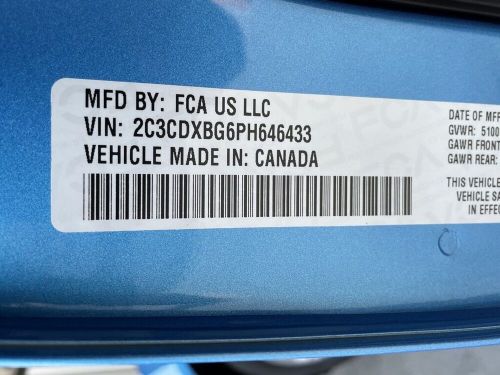 MFD BY: FCA US LLC
VIN: 2C3CDXBG6PH646433
VEHICLE MADE IN: CANADA
DATE OF MFR
GVWR: 5100
GAWR FRONT
GAWR REAR:
THIS VEHICLE
VEHICLE SA
IN EFFEC